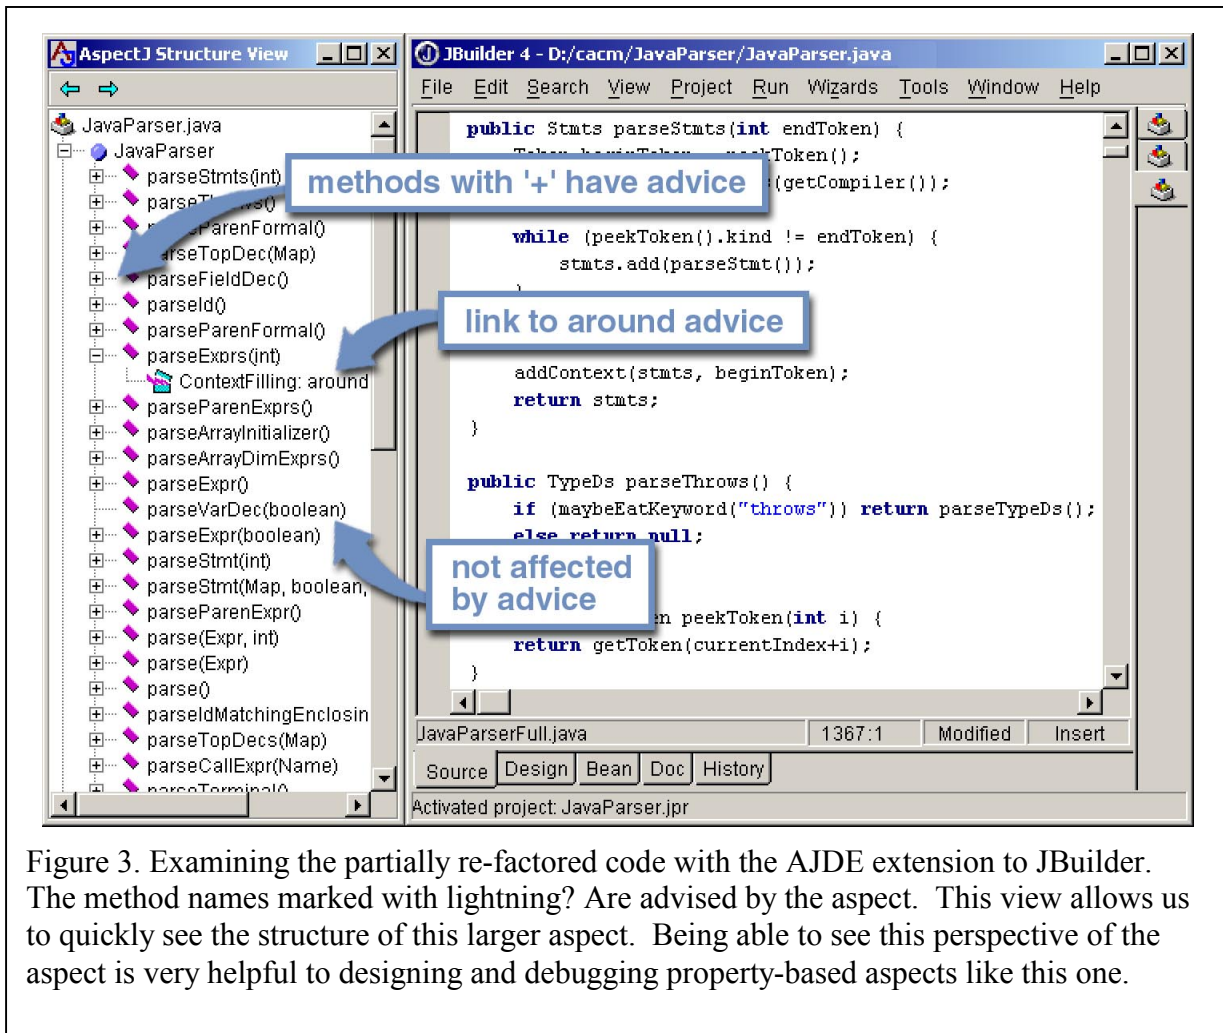 AspectJ Structure View
JavaParser.java
JavaParser
parseStmts(int)
parseParenFormal()
parseTopDec(Map)
parseFieldDec()
parseId()
parseParenFormal()
parseExprs(int)
ContextFilling: around
parseParenExprs()
parseArrayInitializer()
parseArrayDimExprs()
parseExpr()
parseVarDec(boolean)
parseExpr(boolean)
parseStmt(int)
parseStmt(Map, boolean,
parseParenExpr()
parse(Expr, int)
parse(Expr)
parse()
parseIdMatchingEnclosin
parseTopDecs(Map)
parseCallExpr(Name)
parseTerminal()
methods with '+' have advice
link to around advice
not affected
by advice
JBuilder 4 - D:/cacm/JavaParser/JavaParser.java
File Edit Search View Project Run Wizards Tools Window Help
public Stmts parseStmts(int endToken) {
(getCompiler());
while (peekToken().kind != endToken) {
stmts.add(parseStmt());
}
addContext(stmts, beginToken);
return stmts;
}
public TypeDs parseThrows() {
if (maybeEatKeyword("throws")) return parseTypeDs();
else return null;
peekToken(int i) {
return getToken(currentIndex+i);
}
JavaParserFull.java 1367:1 Modified Insert
Source Design Bean Doc History
Activated project: JavaParser.jpr
Figure 3. Examining the partially re-factored code with the AJDE extension to JBuilder.
The method names marked with lightning? Are advised by the aspect. This view allows us
to quickly see the structure of this larger aspect. Being able to see this perspective of the
aspect is very helpful to designing and debugging property-based aspects like this one.